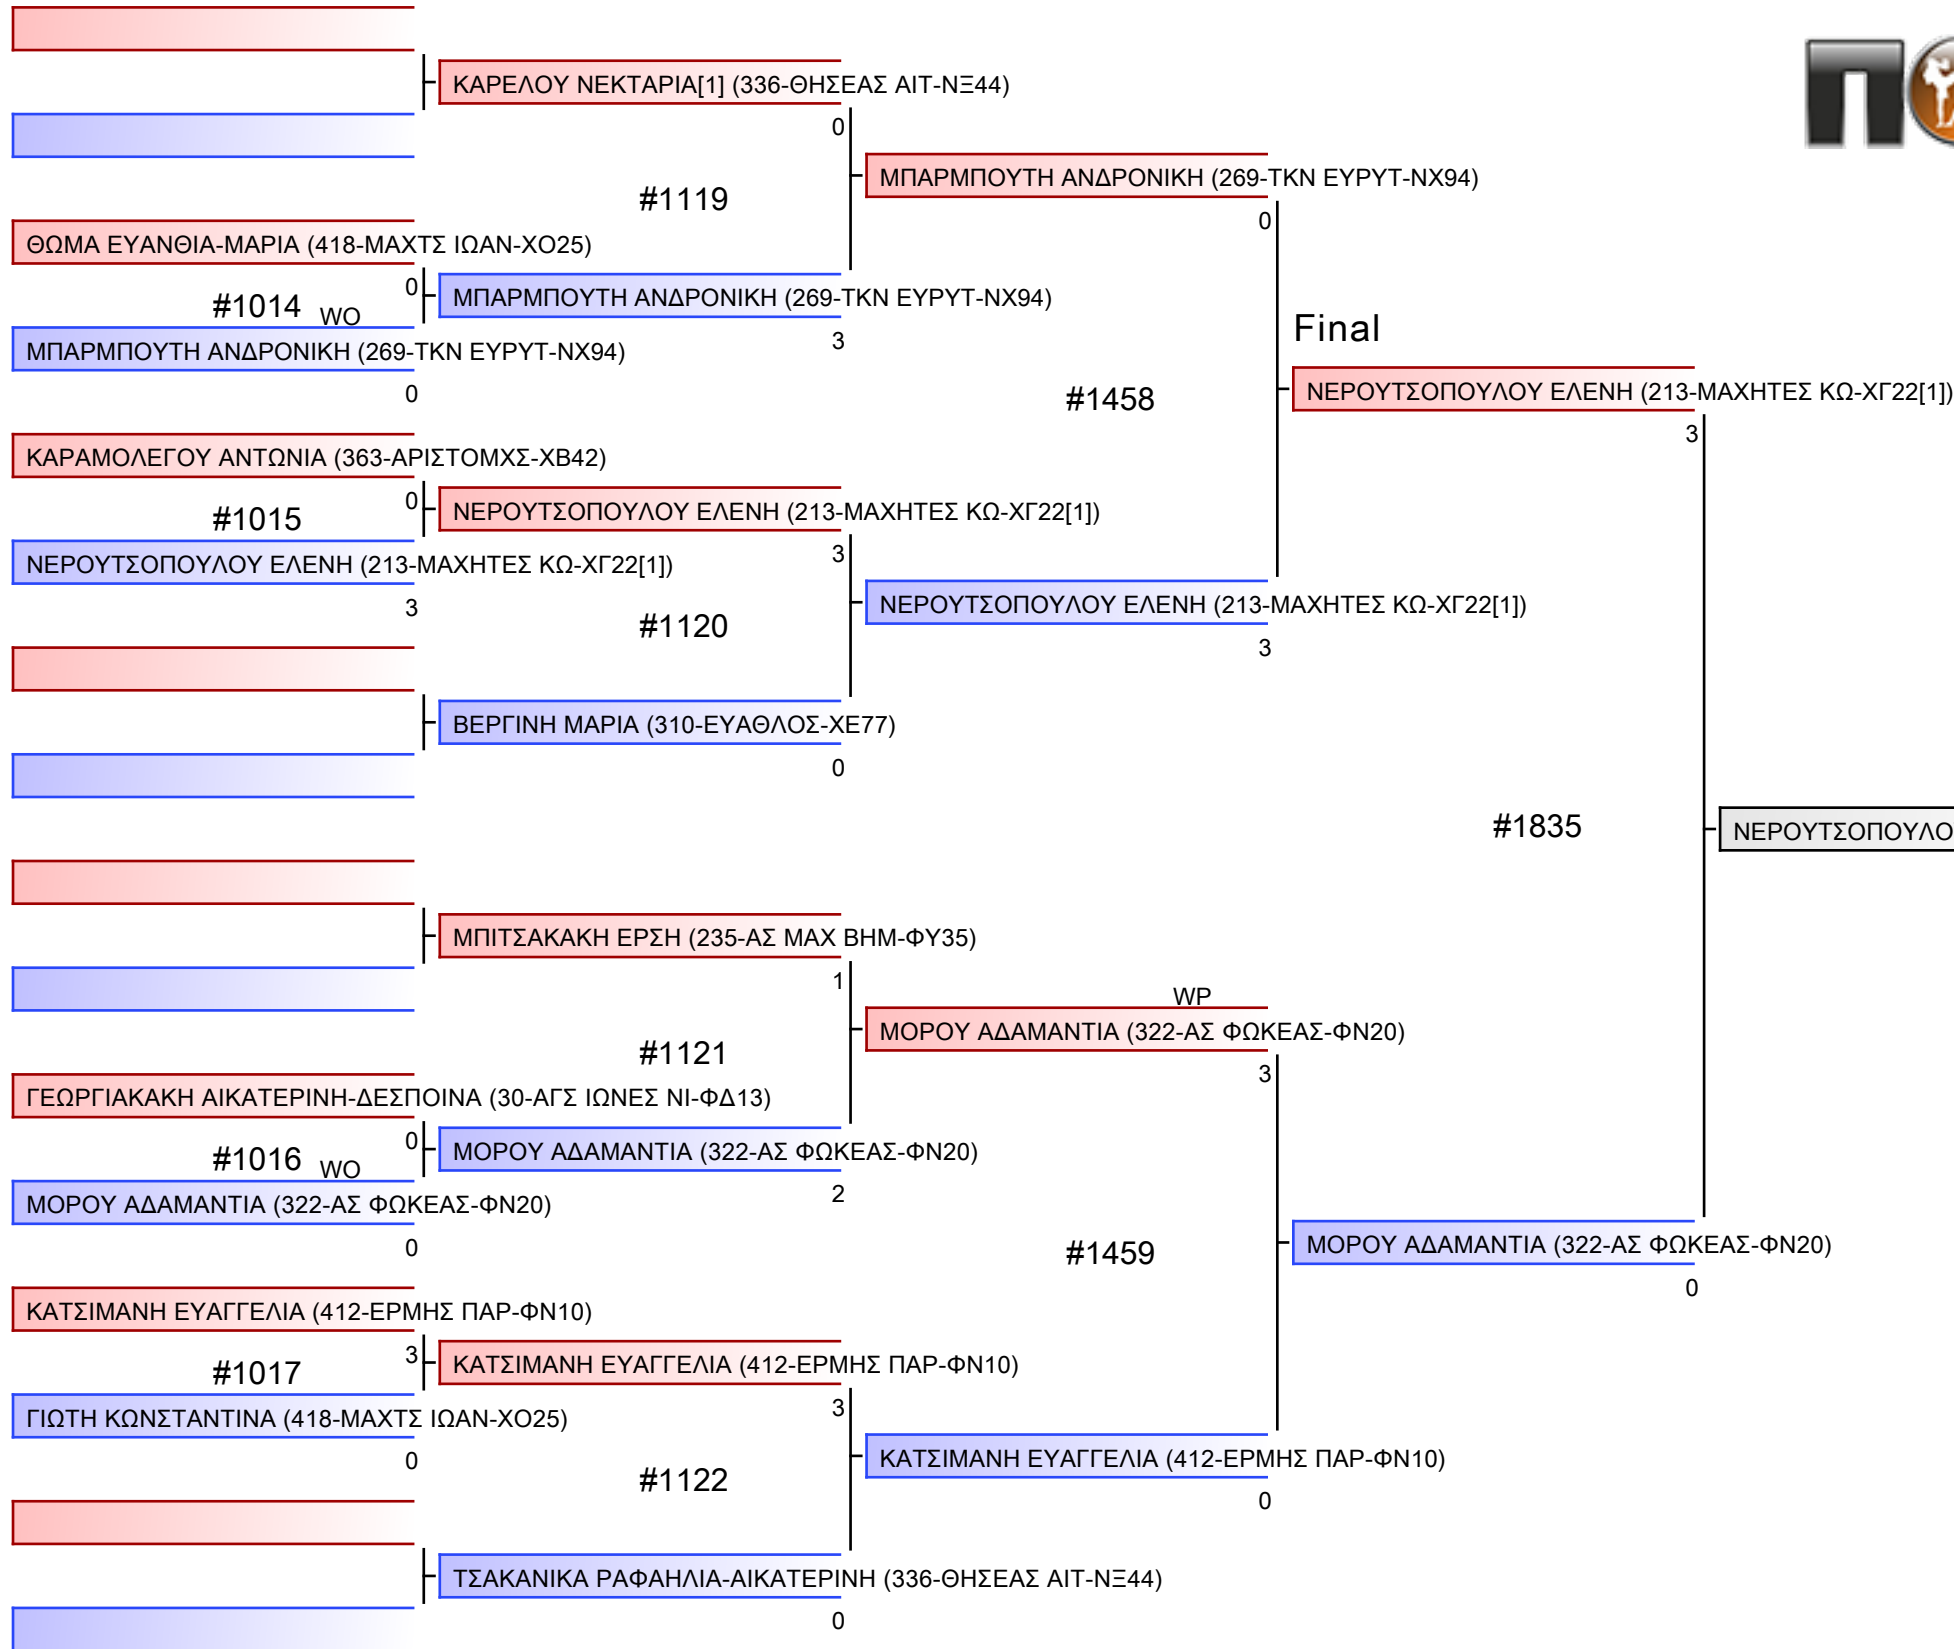 ΚΑΡΕΛΟΥ ΝΕΚΤΑΡΙΑ[1] (336-ΘΗΣΕΑΣ ΑΙΤ-ΝΞ44)
0
#1119
ΜΠΑΡΜΠΟΥΤΗ ΑΝΔΡΟΝΙΚΗ (269-ΤΚΝ ΕΥΡΥΤ-ΝΧ94)
0
ΘΩΜΑ ΕΥΑΝΘΙΑ-ΜΑΡΙΑ (418-ΜΑΧΤΣ ΙΩΑΝ-ΧΟ25)
0
#1014 WO
ΜΠΑΡΜΠΟΥΤΗ ΑΝΔΡΟΝΙΚΗ (269-ΤΚΝ ΕΥΡΥΤ-ΝΧ94)
3
ΜΠΑΡΜΠΟΥΤΗ ΑΝΔΡΟΝΙΚΗ (269-ΤΚΝ ΕΥΡΥΤ-ΝΧ94)
0
Final
#1458
ΝΕΡΟΥΤΣΟΠΟΥΛΟΥ ΕΛΕΝΗ (213-ΜΑΧΗΤΕΣ ΚΩ-ΧΓ22[1])
3
ΚΑΡΑΜΟΛΕΓΟΥ ΑΝΤΩΝΙΑ (363-ΑΡΙΣΤΟΜΧΣ-ΧΒ42)
0
#1015
ΝΕΡΟΥΤΣΟΠΟΥΛΟΥ ΕΛΕΝΗ (213-ΜΑΧΗΤΕΣ ΚΩ-ΧΓ22[1])
3
ΝΕΡΟΥΤΣΟΠΟΥΛΟΥ ΕΛΕΝΗ (213-ΜΑΧΗΤΕΣ ΚΩ-ΧΓ22[1])
3
#1120
ΝΕΡΟΥΤΣΟΠΟΥΛΟΥ ΕΛΕΝΗ (213-ΜΑΧΗΤΕΣ ΚΩ-ΧΓ22[1])
3
ΒΕΡΓΙΝΗ ΜΑΡΙΑ (310-ΕΥΑΘΛΟΣ-ΧΕ77)
0
#1835
ΝΕΡΟΥΤΣΟΠΟΥΛΟ
ΜΠΙΤΣΑΚΑΚΗ ΕΡΣΗ (235-ΑΣ ΜΑΧ ΒΗΜ-ΦΥ35)
1
#1121
WP
ΜΟΡΟΥ ΑΔΑΜΑΝΤΙΑ (322-ΑΣ ΦΩΚΕΑΣ-ΦΝ20)
3
ΓΕΩΡΓΙΑΚΑΚΗ ΑΙΚΑΤΕΡΙΝΗ-ΔΕΣΠΟΙΝΑ (30-ΑΓΣ ΙΩΝΕΣ ΝΙ-ΦΔ13)
0
#1016 WO
ΜΟΡΟΥ ΑΔΑΜΑΝΤΙΑ (322-ΑΣ ΦΩΚΕΑΣ-ΦΝ20)
2
ΜΟΡΟΥ ΑΔΑΜΑΝΤΙΑ (322-ΑΣ ΦΩΚΕΑΣ-ΦΝ20)
0
#1459
ΜΟΡΟΥ ΑΔΑΜΑΝΤΙΑ (322-ΑΣ ΦΩΚΕΑΣ-ΦΝ20)
0
ΚΑΤΣΙΜΑΝΗ ΕΥΑΓΓΕΛΙΑ (412-ΕΡΜΗΣ ΠΑΡ-ΦΝ10)
3
#1017
ΚΑΤΣΙΜΑΝΗ ΕΥΑΓΓΕΛΙΑ (412-ΕΡΜΗΣ ΠΑΡ-ΦΝ10)
3
ΓΙΩΤΗ ΚΩΝΣΤΑΝΤΙΝΑ (418-ΜΑΧΤΣ ΙΩΑΝ-ΧΟ25)
0
#1122
ΚΑΤΣΙΜΑΝΗ ΕΥΑΓΓΕΛΙΑ (412-ΕΡΜΗΣ ΠΑΡ-ΦΝ10)
0
ΤΣΑΚΑΝΙΚΑ ΡΑΦΑΗΛΙΑ-ΑΙΚΑΤΕΡΙΝΗ (336-ΘΗΣΕΑΣ ΑΙΤ-ΝΞ44)
0